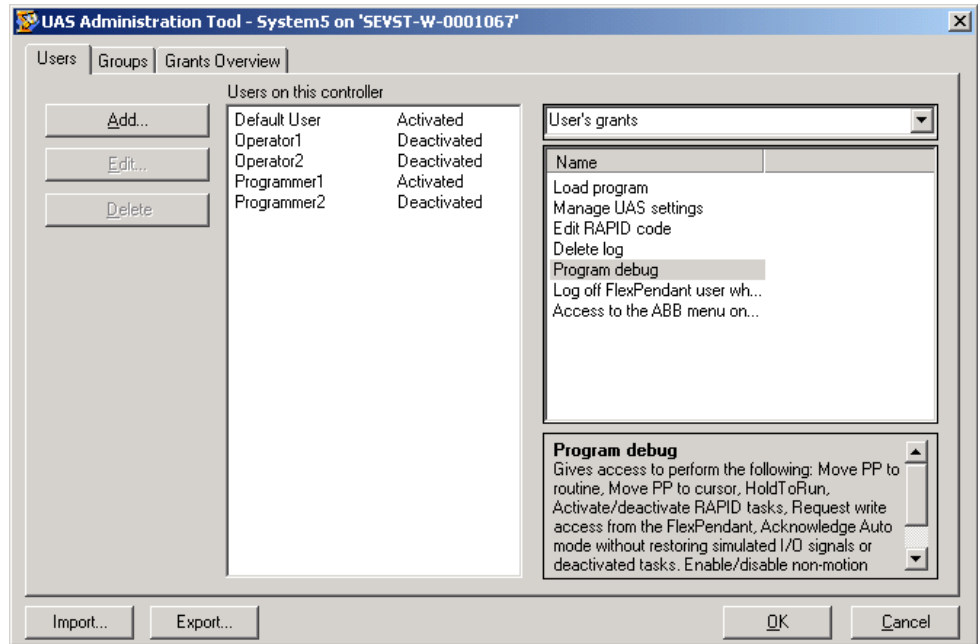 UAS Administration Tool - System5 on 'SEVST-W-0001067'
Users Groups Grants Overview
Users on this controller
Add...
Edit...
Delete
Default User Activated
Operator1 Deactivated
Operator2 Deactivated
Programmer1 Activated
Programmer2 Deactivated
User's grants
Name
Load program
Manage UAS settings
Edit RAPID code
Delete log
Program debug
Log off FlexPendant user wh...
Access to the ABB menu on...
Program debug
Gives access to perform the following: Move PP to
routine, Move PP to cursor, HoldToRun,
Activate/deactivate RAPID tasks, Request write
access from the FlexPendant, Acknowledge Auto
mode without restoring simulated I/O signals or
deactivated tasks. Enable/disable non-motion
Import... Export... OK Cancel